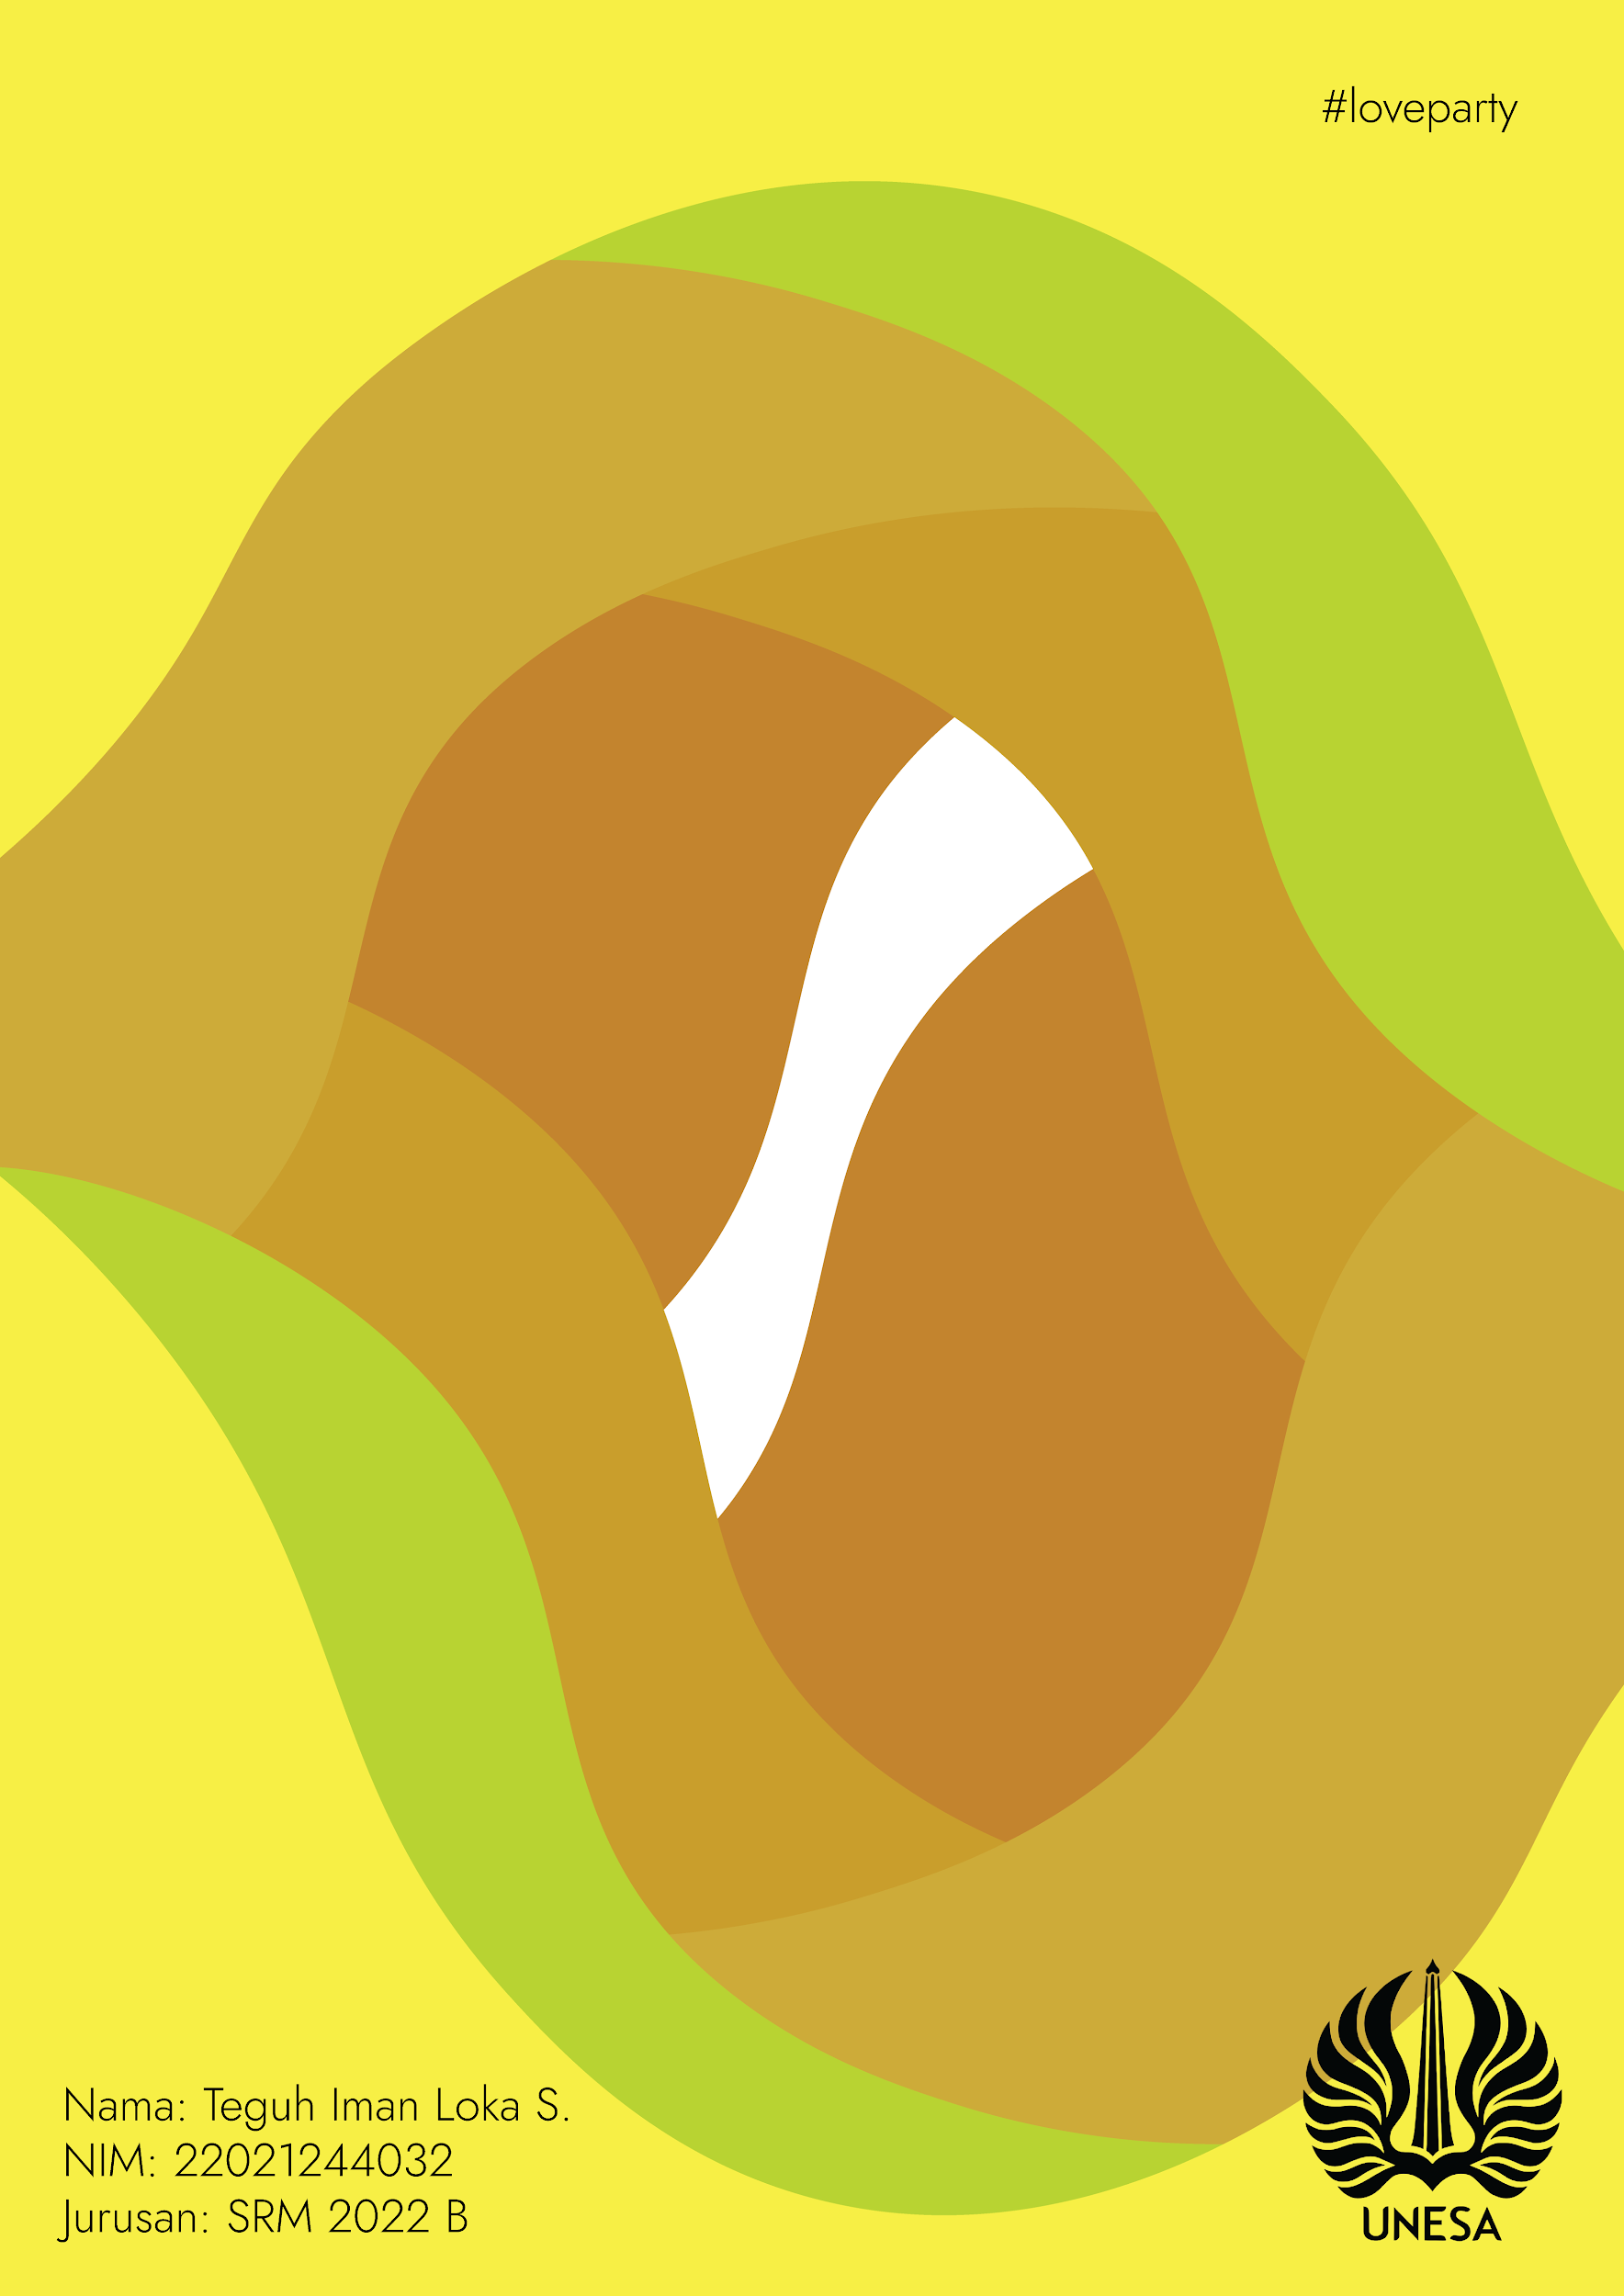 #loveparty
Nama: Teguh Iman Loka S.
NIM: 22021244032
Jurusan: SRM 2022 B
UNESA